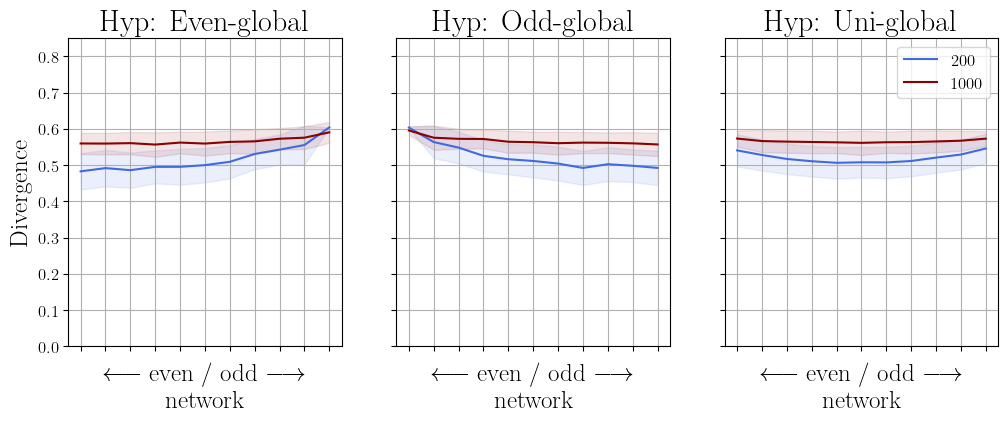 Hyp: Even-global
Hyp: Odd-global
Hyp: Uni-global
200
1000
0.8
0.7
0.6
0.5
0.4
0.3
0.2
0.1
0.0
Divergence
⟵ even / odd ⟶
network
⟵ even / odd ⟶
network
⟵ even / odd ⟶
network